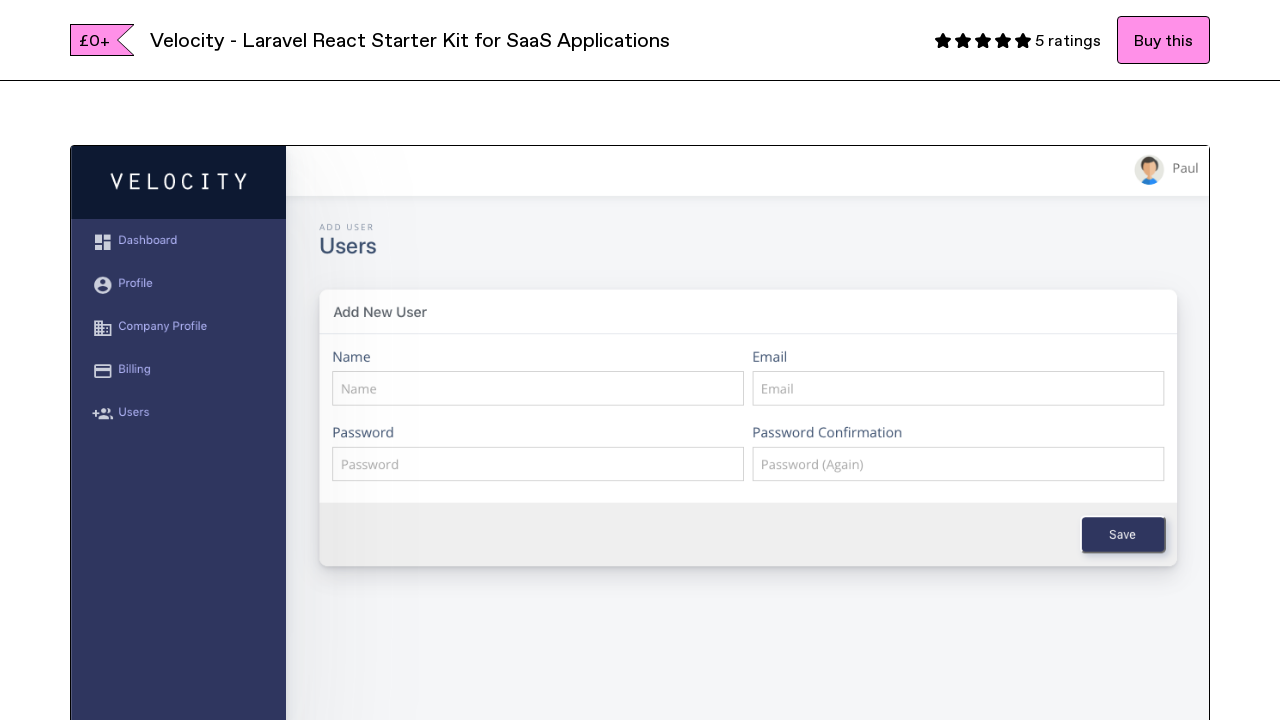 £0+
Velocity - Laravel React Starter Kit for SaaS Applications
5 ratings
Buy this
VELOCITY
Paul
Dashboard
Profile
Company Profile
Billing
Users
ADD USER
Users
Add New User
Name
Email
Name
Email
Password
Password Confirmation
Password
Password (Again)
Save